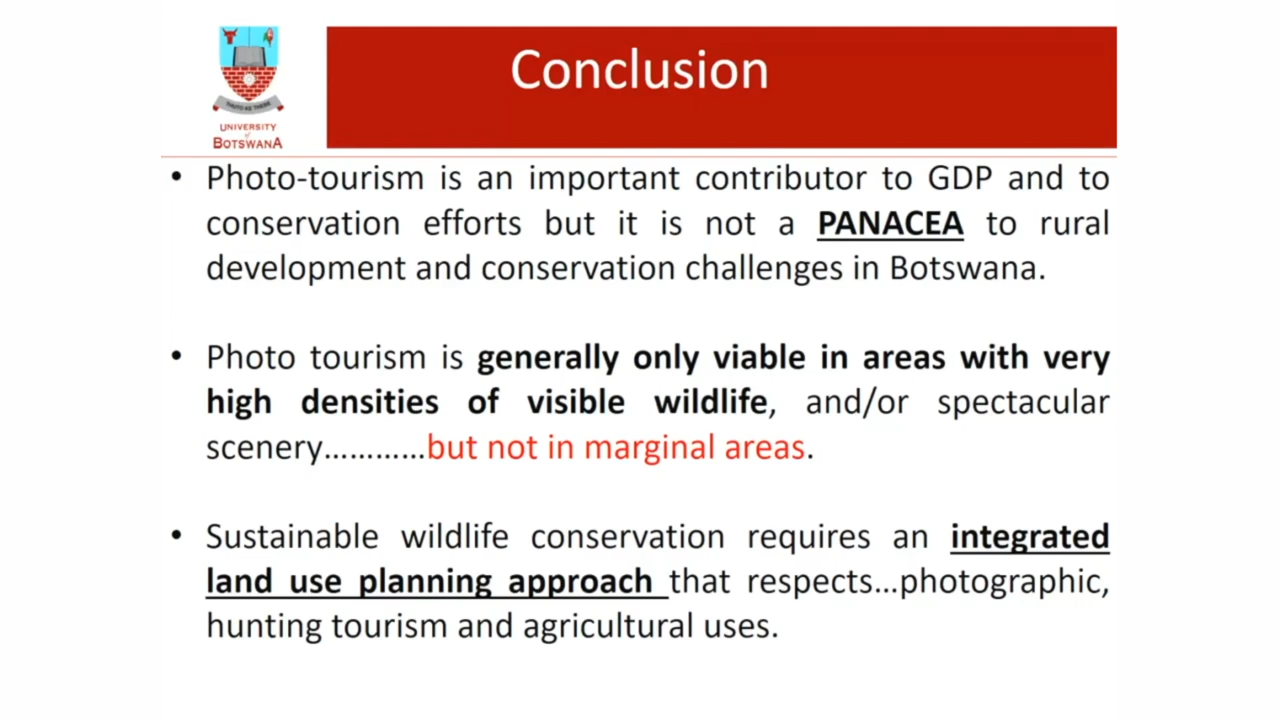 Conclusion
THUTO KE THEBE
UNIVERSITY
of
BOTSWANA
• Photo-tourism is an important contributor to GDP and to
conservation efforts but it is not a PANACEA to rural
development and conservation challenges in Botswana.
• Photo tourism is generally only viable in areas with very
high densities of visible wildlife, and/or spectacular
scenery…………but not in marginal areas.
• Sustainable wildlife conservation requires an integrated
land use planning approach that respects…photographic,
hunting tourism and agricultural uses.